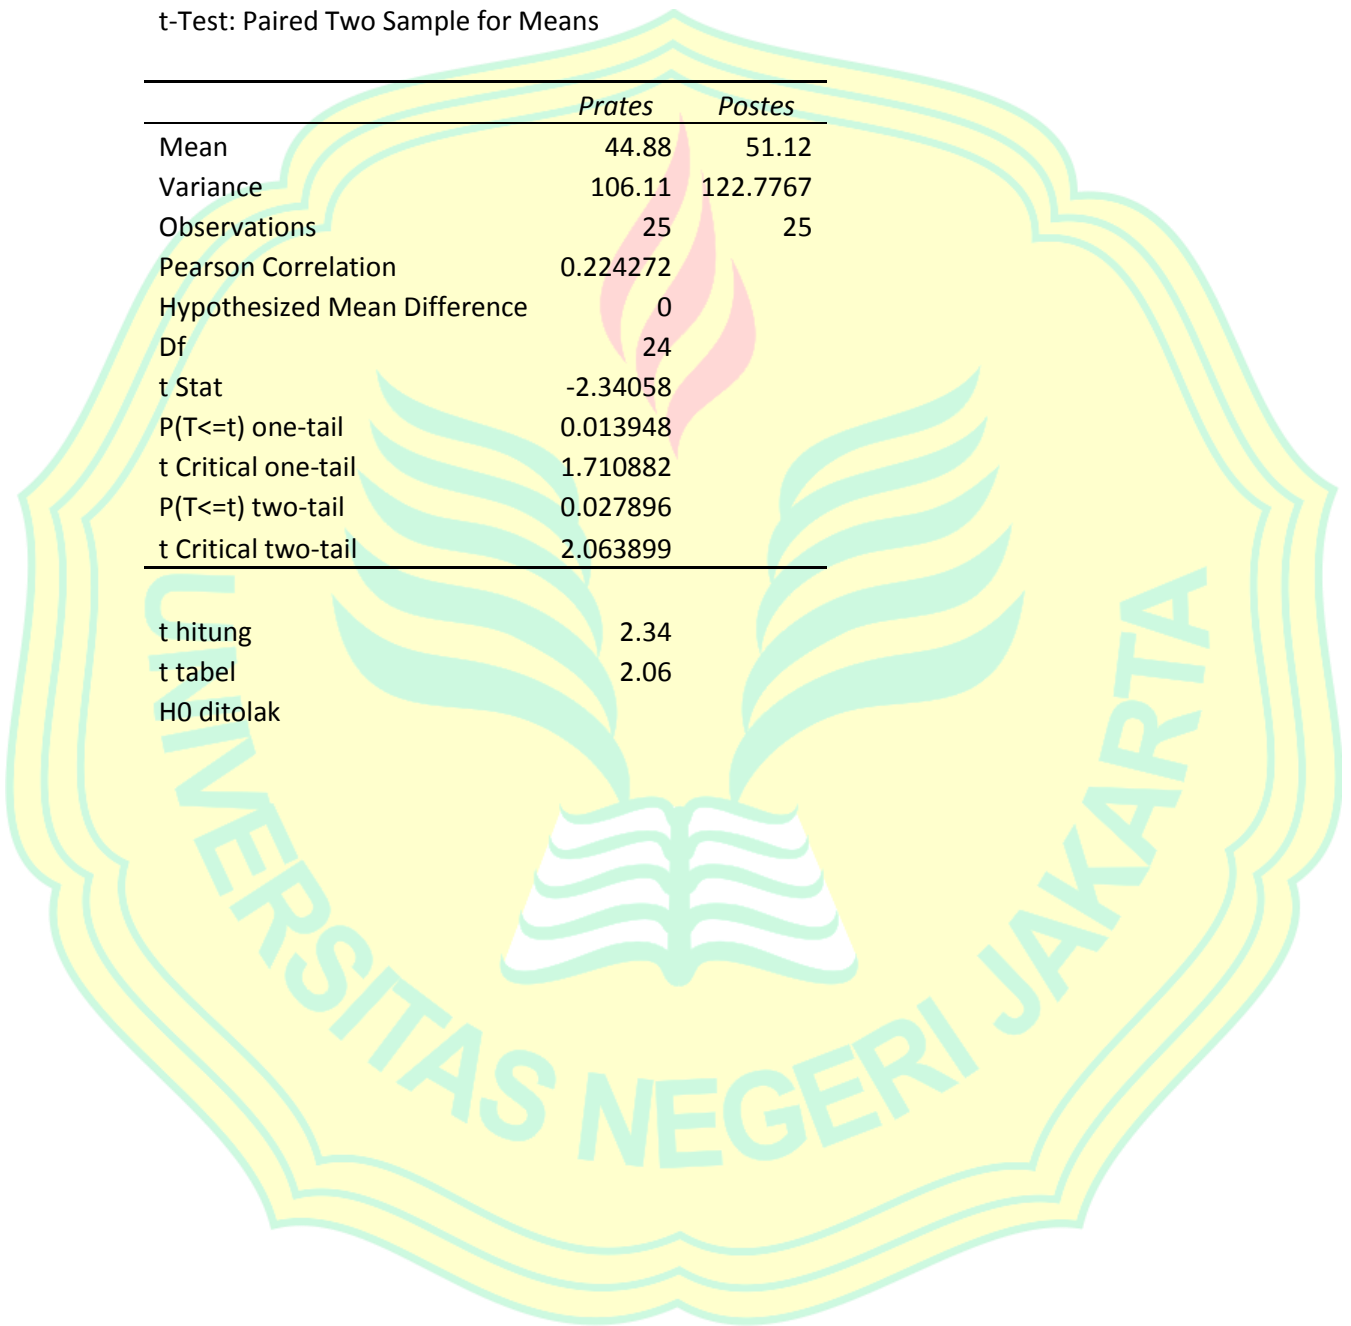 t-Test: Paired Two Sample for Means
Prates Postes
Mean 44.88 51.12
Variance 106.11 122.7767
Observations 25 25
Pearson Correlation 0.224272
Hypothesized Mean Difference 0
Df 24
t Stat -2.34058
P(T<=t) one-tail 0.013948
t Critical one-tail 1.710882
P(T<=t) two-tail 0.027896
t Critical two-tail 2.063899
t hitung 2.34
t tabel 2.06
H0 ditolak
UNIVERSITAS NEGERI JAKARTA